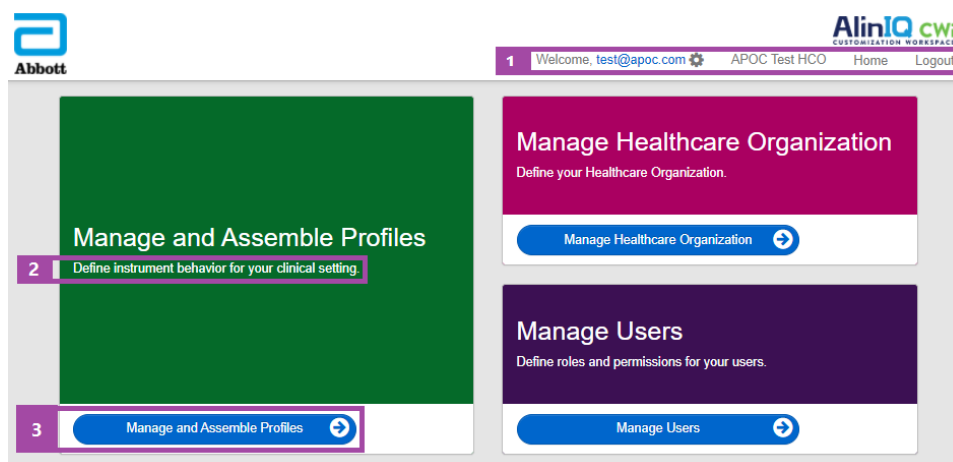 Abbott
AlinIQ CWi
CUSTOMIZATION WORKSPACE
1 Welcome, test@apoc.com APOC Test HCO Home Logout
Manage and Assemble Profiles
2 Define instrument behavior for your clinical setting.
3 Manage and Assemble Profiles
Manage Healthcare Organization
Define your Healthcare Organization.
Manage Healthcare Organization
Manage Users
Define roles and permissions for your users.
Manage Users